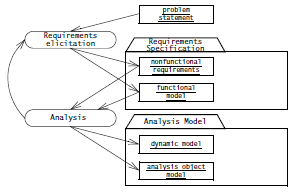 problem
statement
Requirements
elicitation
Requirements
Specification
nonfunctional
requirements
functional
model
Analysis
Analysis Model
dynamic model
analysis object
model